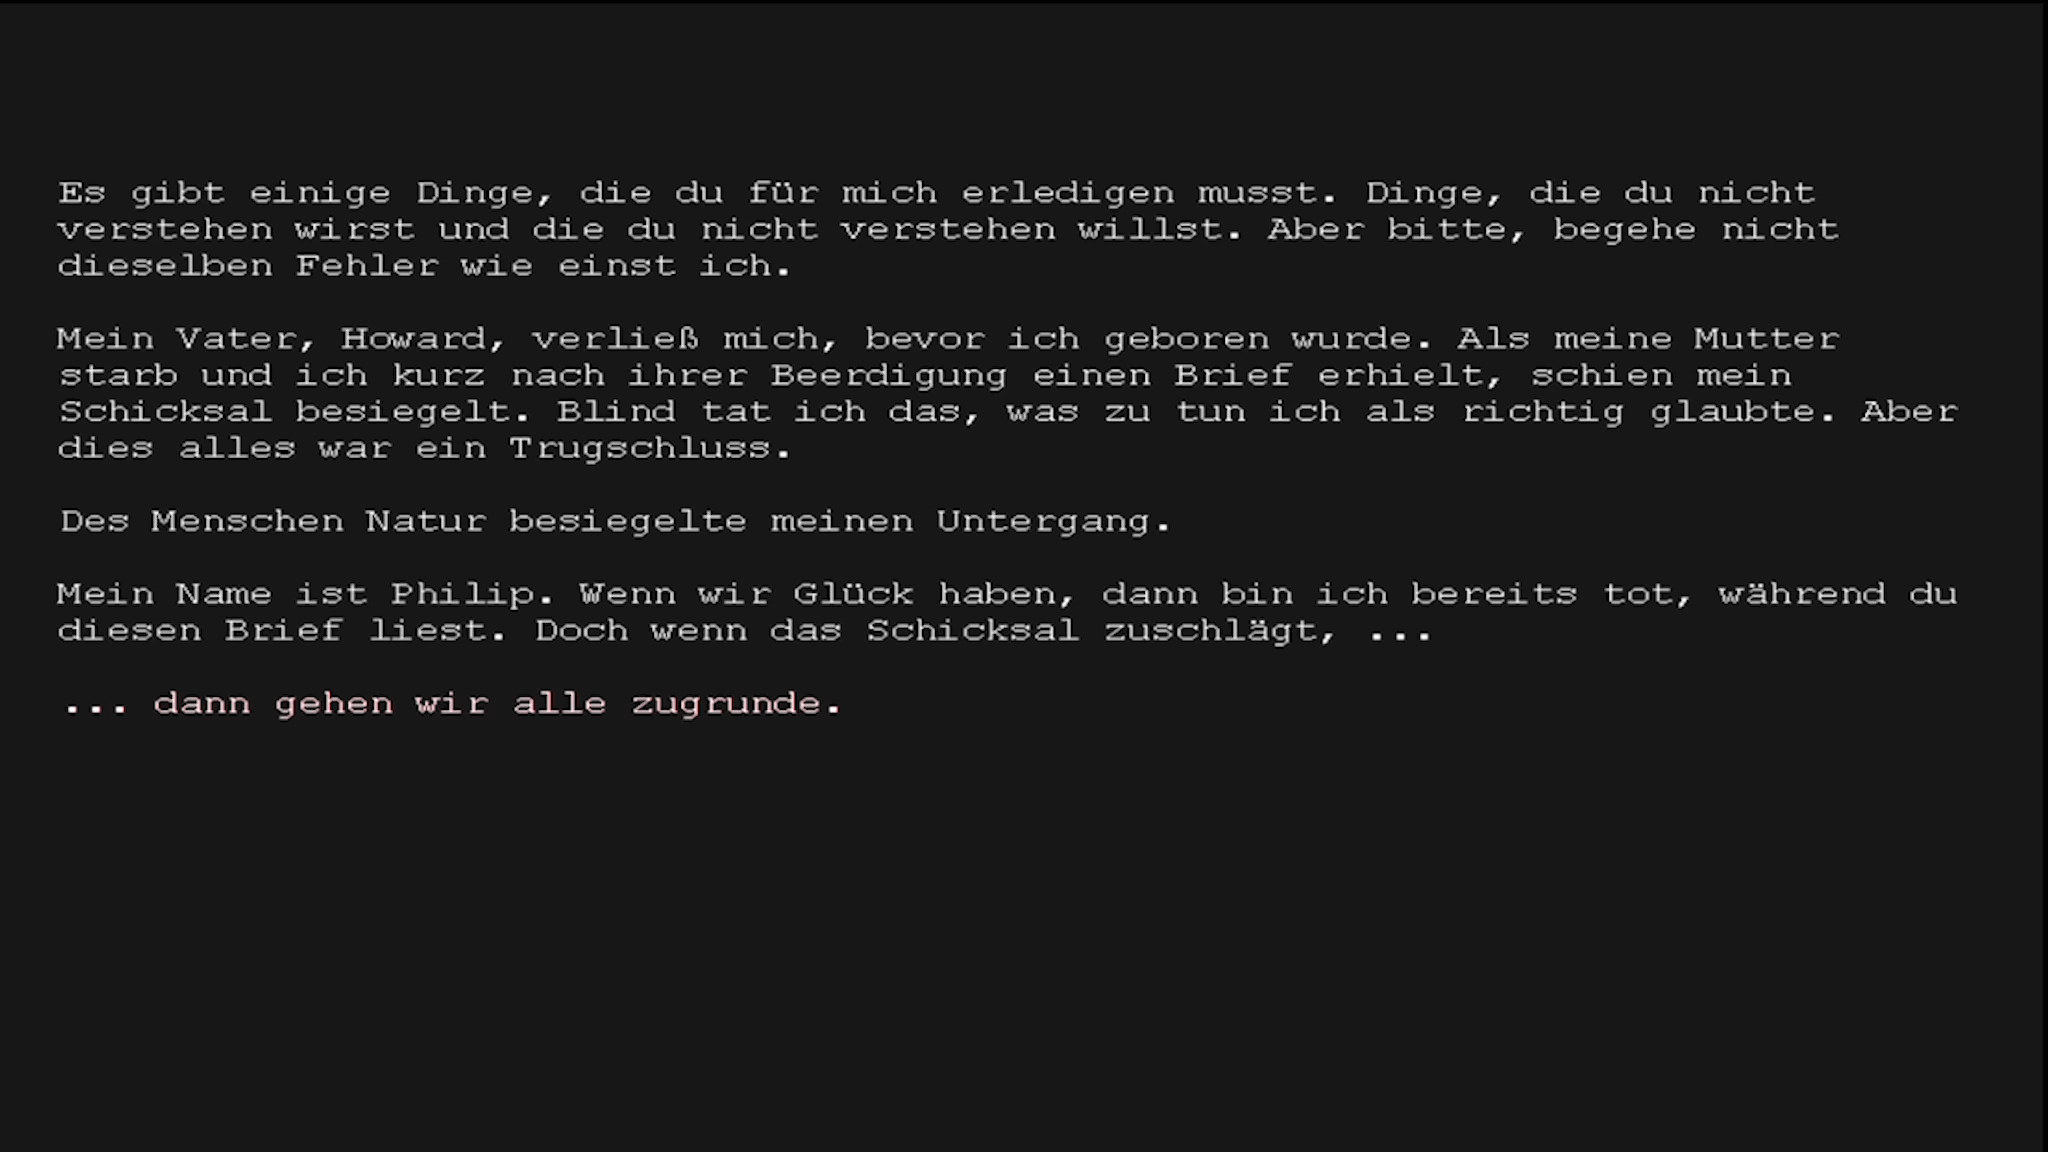 Es gibt einige Dinge, die du für mich erledigen musst. Dinge, die du nicht
verstehen wirst und die du nicht verstehen willst. Aber bitte, begehe nicht
dieselben Fehler wie einst ich.
Mein Vater, Howard, verließ mich, bevor ich geboren wurde. Als meine Mutter
starb und ich kurz nach ihrer Beerdigung einen Brief erhielt, schien mein
Schicksal besiegelt. Blind tat ich das, was zu tun ich als richtig glaubte. Aber
dies alles war ein Trugschluss.
Des Menschen Natur besiegelte meinen Untergang.
Mein Name ist Philip. Wenn wir Glück haben, dann bin ich bereits tot, während du
diesen Brief liest. Doch wenn das Schicksal zuschlägt, ...
... dann gehen wir alle zugrunde.